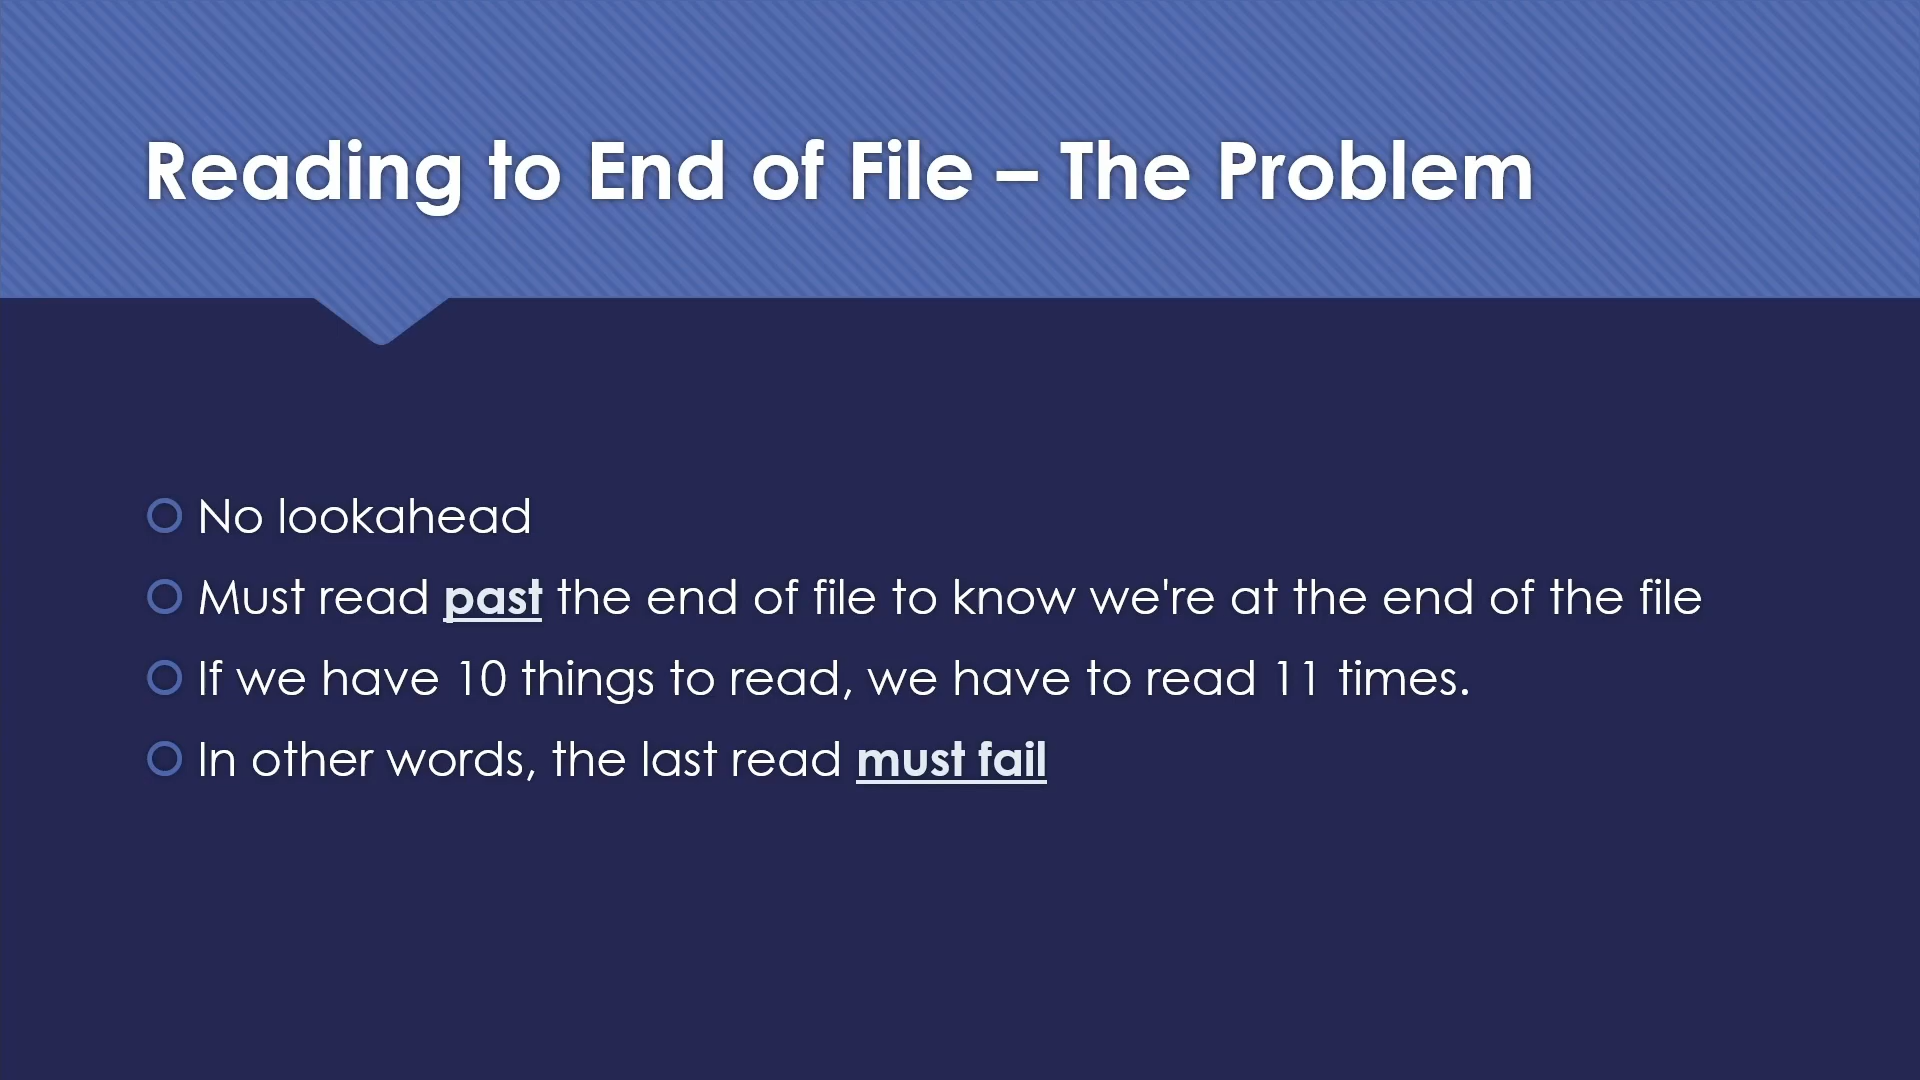 Reading to End of File – The Problem
No lookahead
Must read past the end of file to know we're at the end of the file
If we have 10 things to read, we have to read 11 times.
In other words, the last read must fail